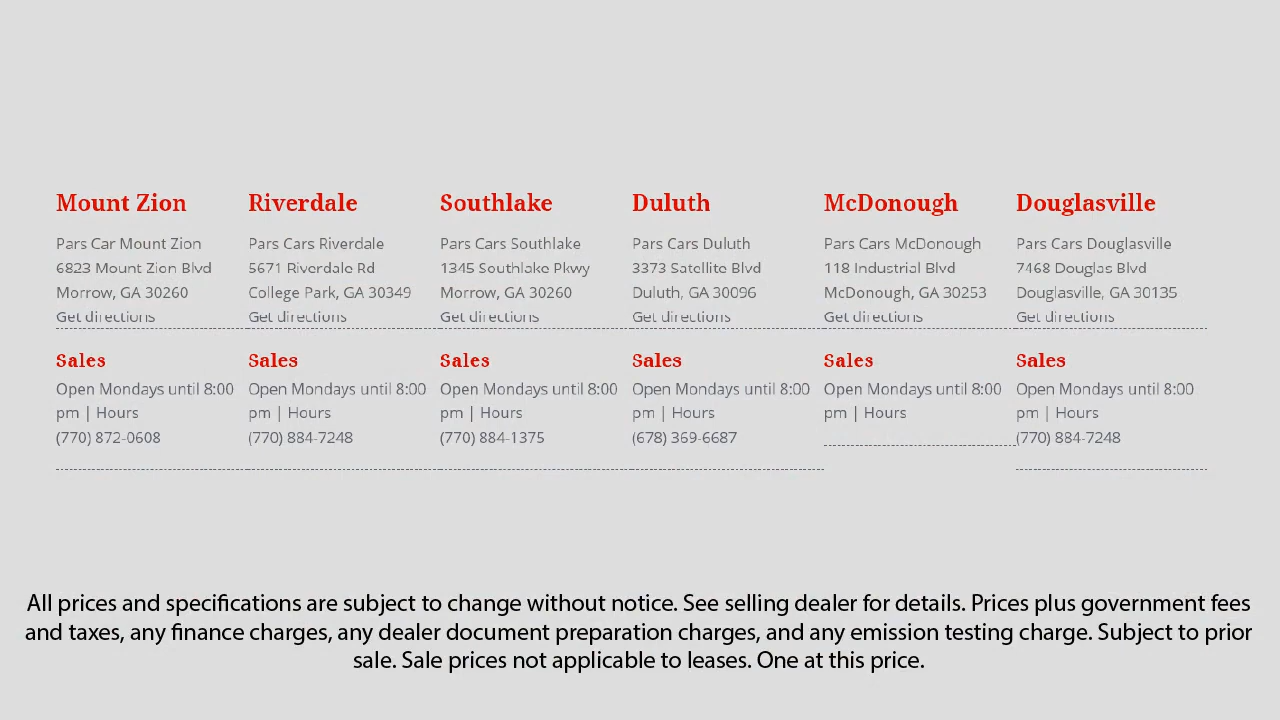 Mount Zion
Pars Car Mount Zion
6823 Mount Zion Blvd
Morrow, GA 30260
Get directions
Sales
Open Mondays until 8:00
pm | Hours
(770) 872-0608
Riverdale
Pars Cars Riverdale
5671 Riverdale Rd
College Park, GA 30349
Get directions
Sales
Open Mondays until 8:00
pm | Hours
(770) 884-7248
Southlake
Pars Cars Southlake
1345 Southlake Pkwy
Morrow, GA 30260
Get directions
Sales
Open Mondays until 8:00
pm | Hours
(770) 884-1375
Duluth
Pars Cars Duluth
3373 Satellite Blvd
Duluth, GA 30096
Get directions
Sales
Open Mondays until 8:00
pm | Hours
(678) 369-6687
McDonough
Pars Cars McDonough
118 Industrial Blvd
McDonough, GA 30253
Get directions
Sales
Open Mondays until 8:00
pm | Hours
Douglasville
Pars Cars Douglasville
7468 Douglas Blvd
Douglasville, GA 30135
Get directions
Sales
Open Mondays until 8:00
pm | Hours
(770) 884-7248
All prices and specifications are subject to change without notice. See selling dealer for details. Prices plus government fees
and taxes, any finance charges, any dealer document preparation charges, and any emission testing charge. Subject to prior
sale. Sale prices not applicable to leases. One at this price.